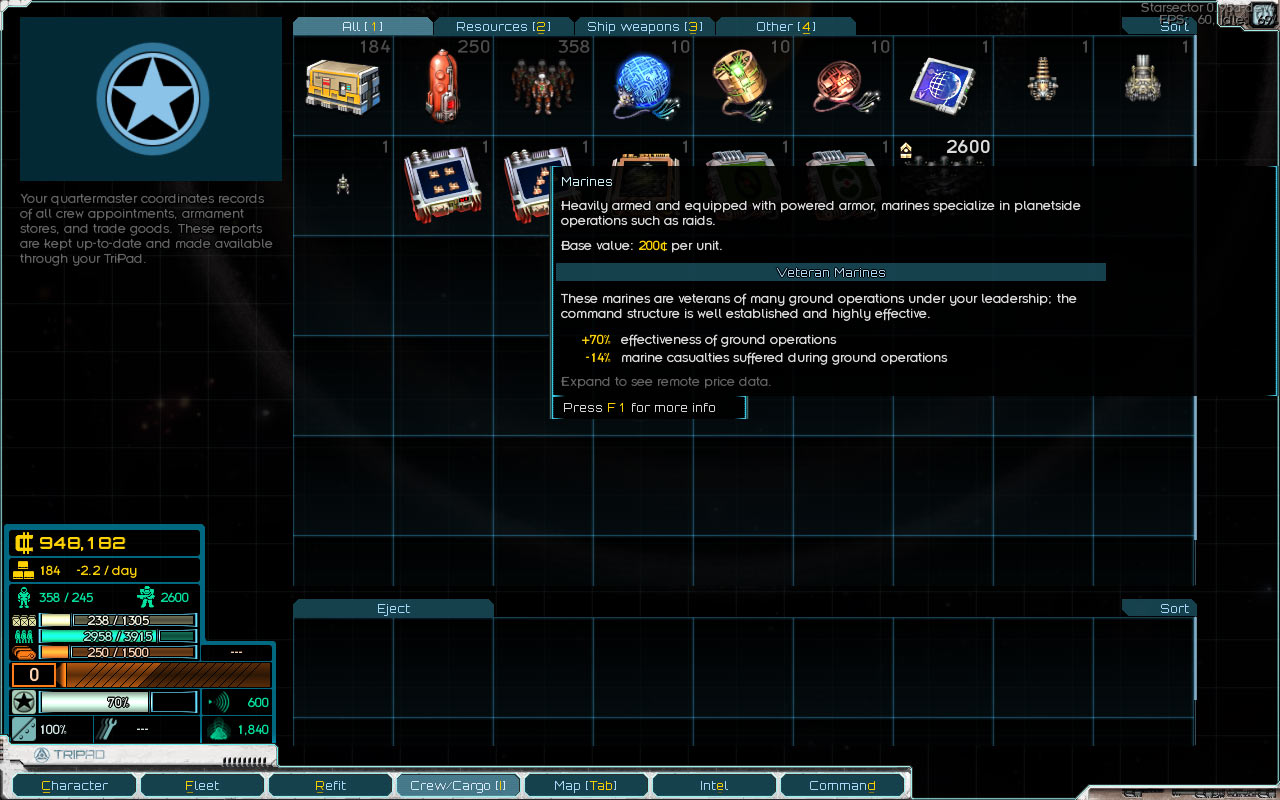 Starsector 0.95
All [1]
Resources [2]
Ship weapons [3]
Other [4]
Sort
184
250
358
10
10
10
1
1
1
1
1
1
1
1
1
2600
Your quartermaster coordinates records
of all crew appointments, armament
stores, and trade goods. These reports
are kept up-to-date and made available
through your TriPad.
Marines
Heavily armed and equipped with powered armor, marines specialize in planetside
operations such as raids.
Base value: 200¢ per unit.
Veteran Marines
These marines are veterans of many ground operations under your leadership; the
command structure is well established and highly effective.
+70% effectiveness of ground operations
-14% marine casualties suffered during ground operations
Expand to see remote price data.
Press F1 for more info
948,182
184 -2.2 / day
358 / 245 2600
238 / 1305
2958 / 3915
250 / 1500 ---
0
70% 600
100% --- 1,840
TRIPAD
Eject
Sort
Character
Fleet
Refit
Crew/Cargo [I]
Map [Tab]
Intel
Command